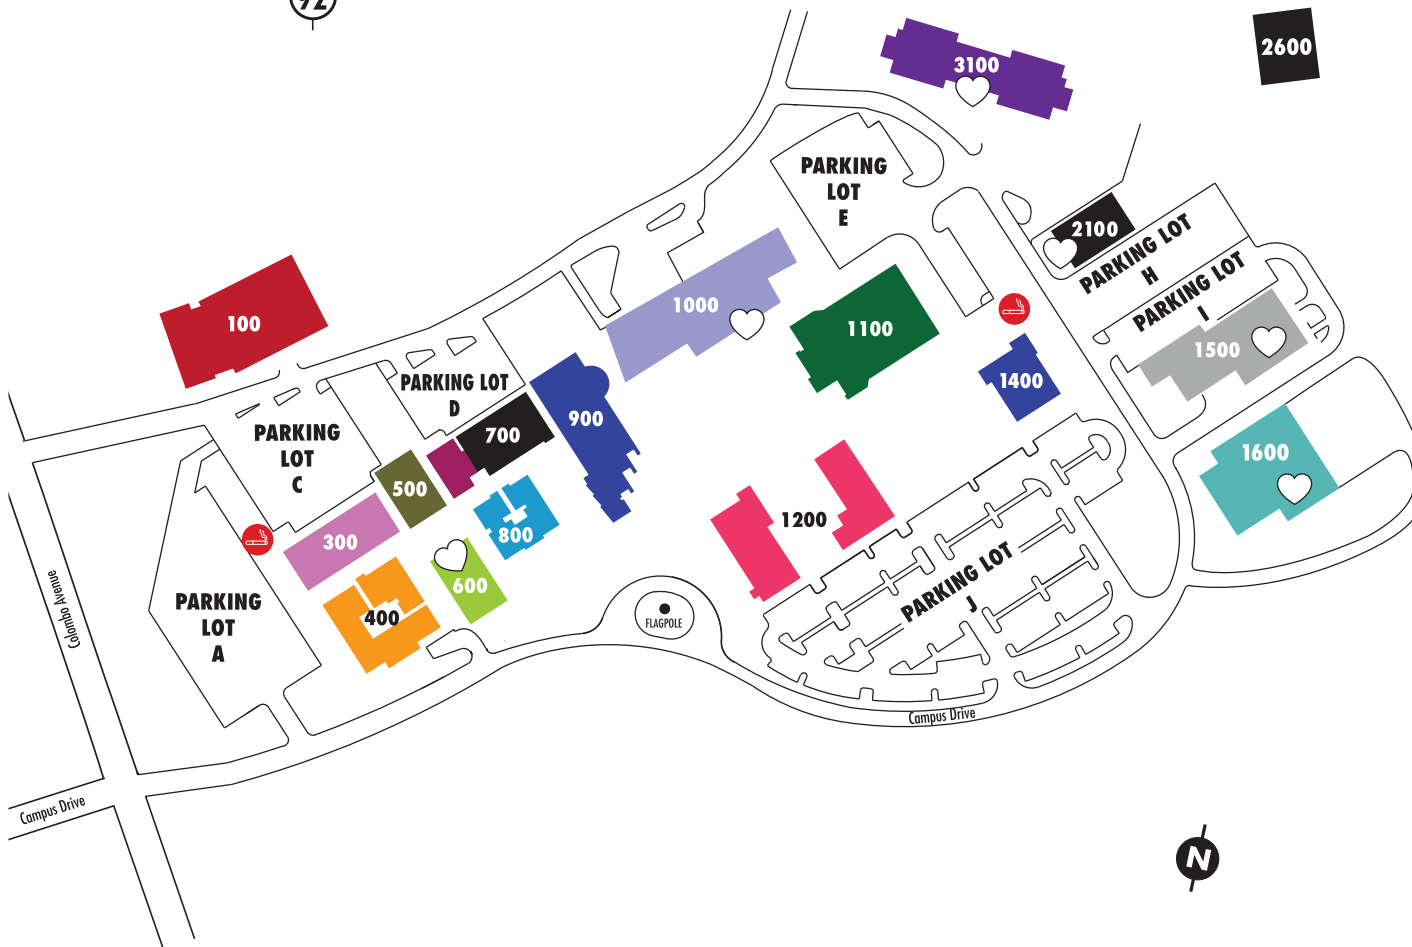 92
3100
2600
PARKING
LOT
E
2100
PARKING LOT
H
PARKING LOT
I
100
1000
1100
1500
1400
PARKING LOT
D
900
700
PARKING
LOT
C
500
1600
300
800
1200
600
400
PARKING LOT
J
PARKING
LOT
A
FLAGPOLE
Colombo Avenue
Campus Drive
Campus Drive
N